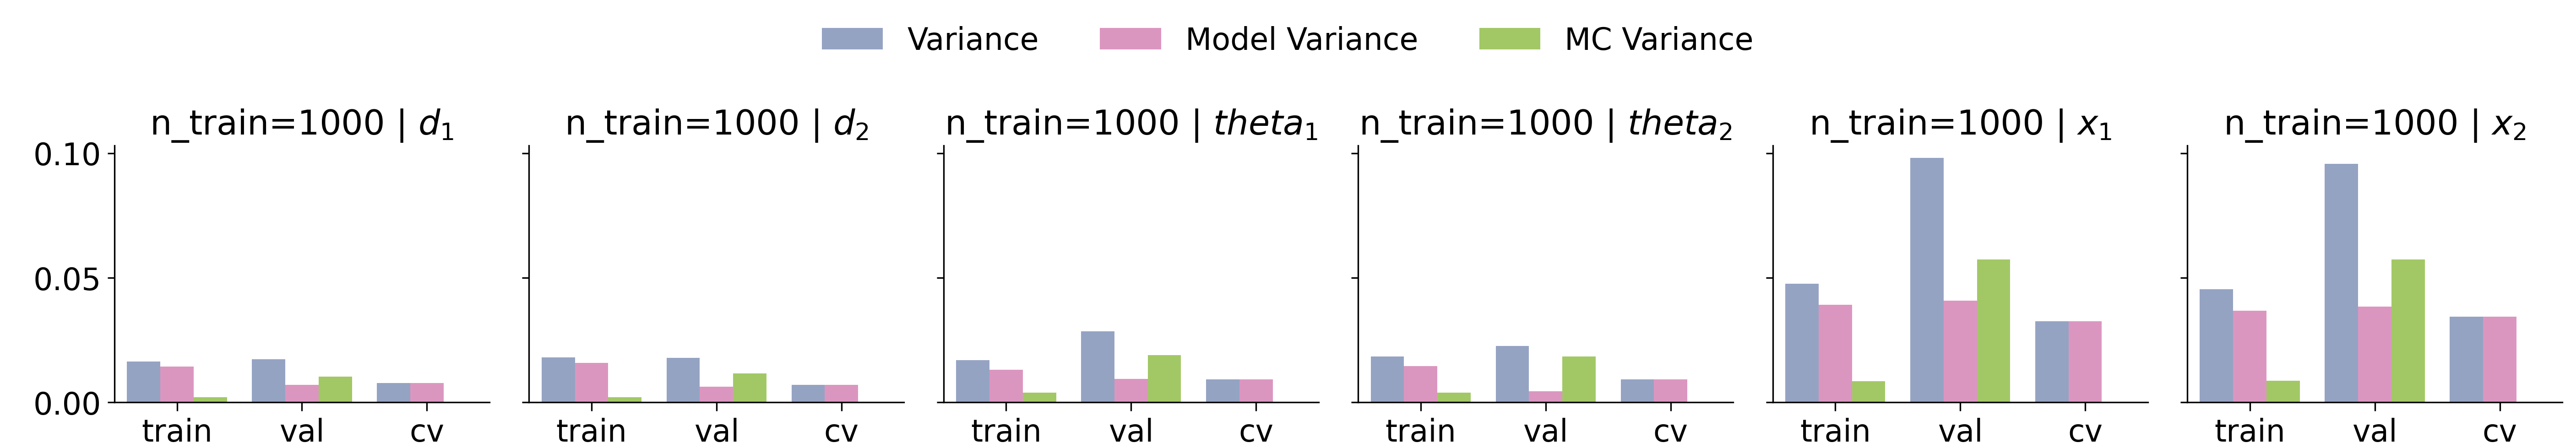 Variance Model Variance MC Variance
n_train=1000 | d₁ n_train=1000 | d₂ n_train=1000 | theta₁ n_train=1000 | theta₂ n_train=1000 | x₁ n_train=1000 | x₂
0.10
0.05
0.00
train val cv train val cv train val cv train val cv train val cv train val cv